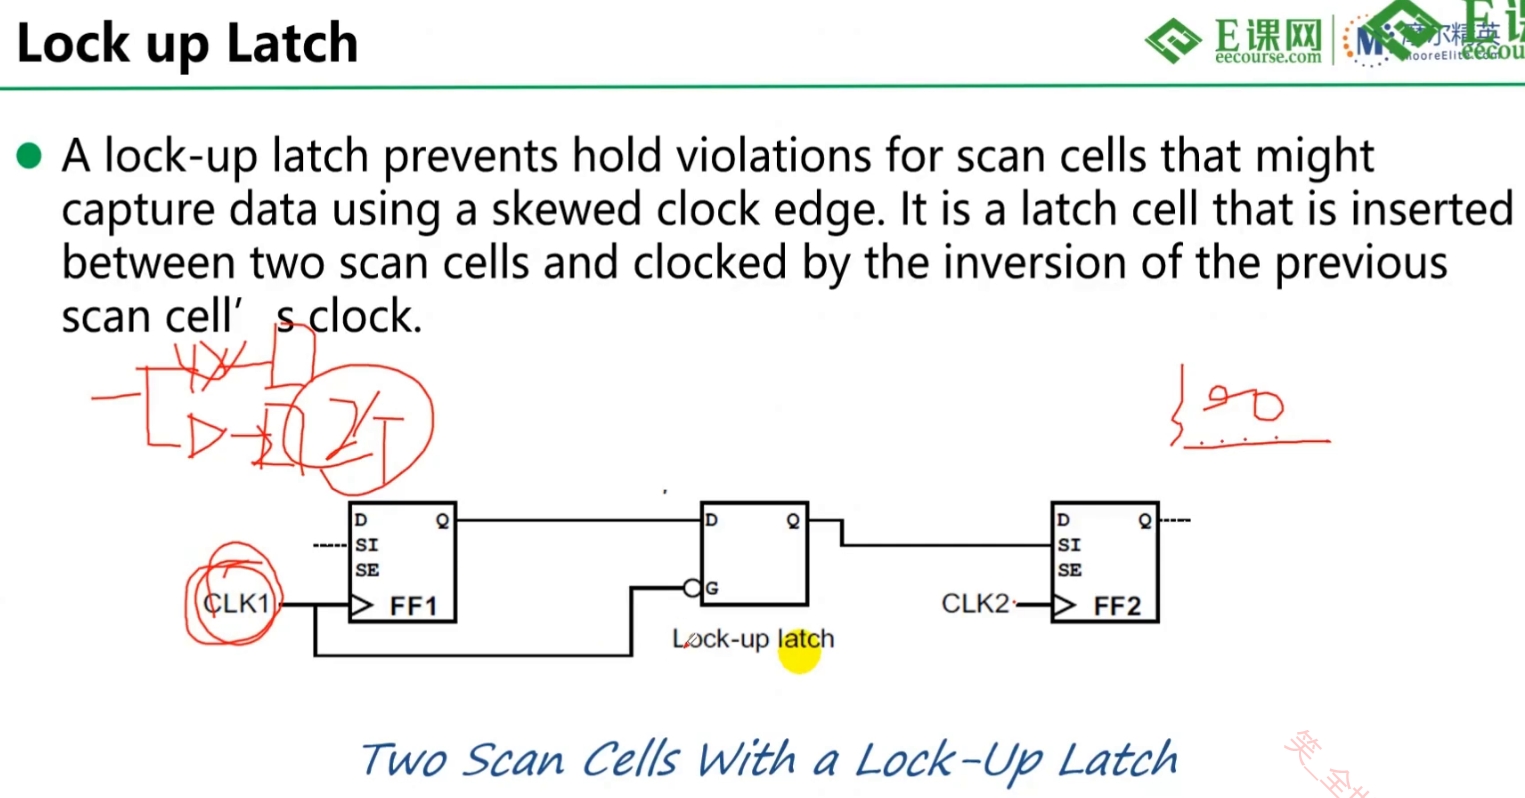 Lock up Latch
E课网
eecourse.com
A lock-up latch prevents hold violations for scan cells that might
capture data using a skewed clock edge. It is a latch cell that is inserted
between two scan cells and clocked by the inversion of the previous
scan cell’s clock.
D Q
SI
SE
FF1
CLK1
D Q
G
Lock-up latch
D Q
SI
SE
FF2
CLK2
Two Scan Cells With a Lock-Up Latch